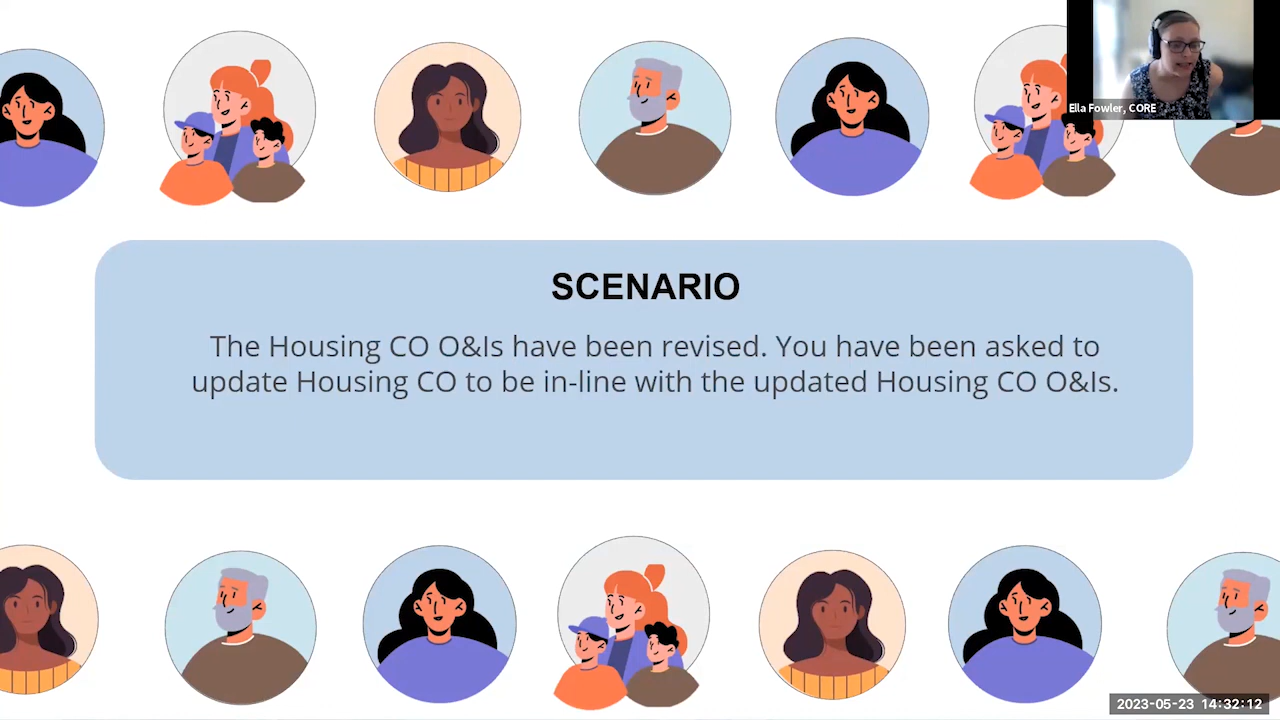 Ella Fowler, CORE
SCENARIO
The Housing CO O&Is have been revised. You have been asked to
update Housing CO to be in-line with the updated Housing CO O&Is.
2023-05-23 14:32:12